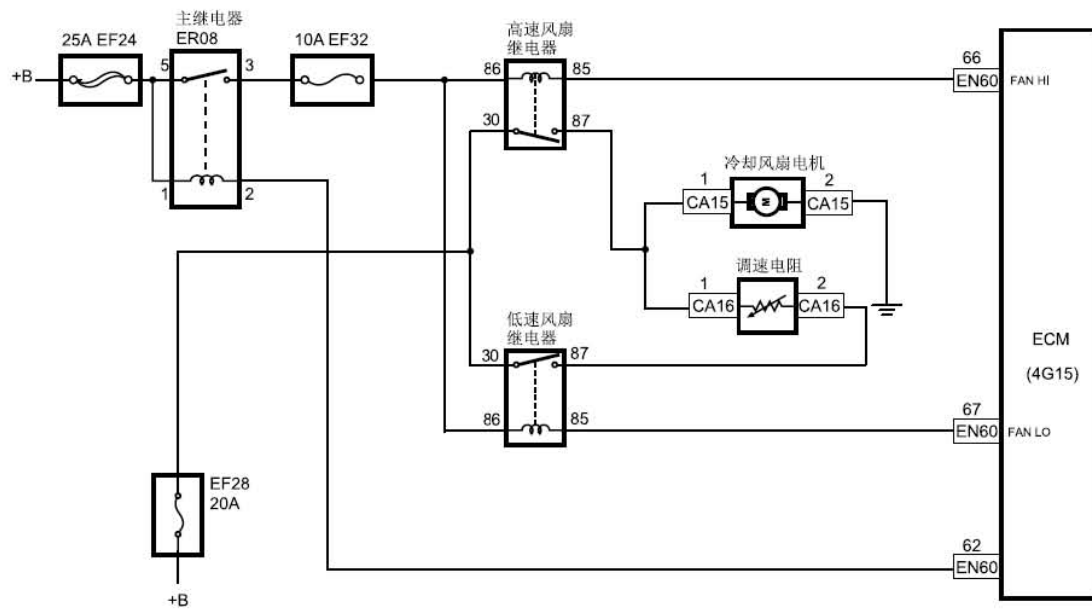 主继电器
25A EF24
ER08
10A EF32
高速风扇
继电器
+B
5
3
86
85
66
EN60
FAN HI
30
87
1
2
冷却风扇电机
1
2
CA15
M
CA15
调速电阻
1
2
CA16
CA16
低速风扇
继电器
30
87
ECM
(4G15)
86
85
67
EN60
FAN LO
EF28
20A
62
EN60
+B